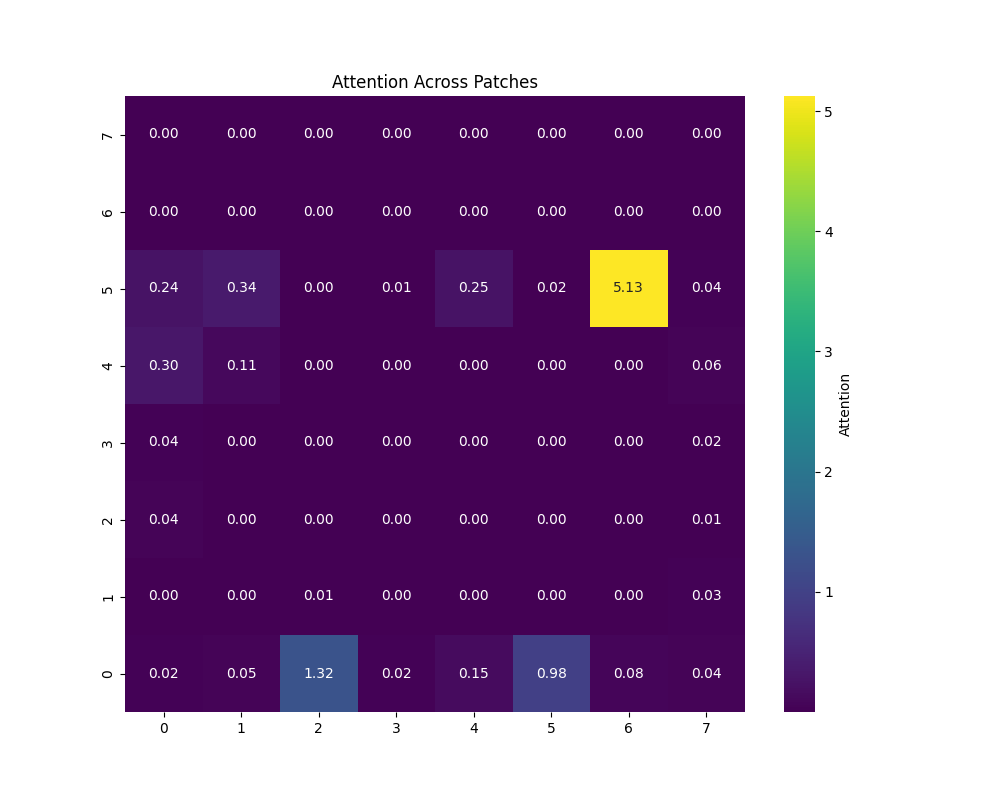 Attention Across Patches
7 0.00 0.00 0.00 0.00 0.00 0.00 0.00 0.00
6 0.00 0.00 0.00 0.00 0.00 0.00 0.00 0.00
5 0.24 0.34 0.00 0.01 0.25 0.02 5.13 0.04
4 0.30 0.11 0.00 0.00 0.00 0.00 0.00 0.06
3 0.04 0.00 0.00 0.00 0.00 0.00 0.00 0.02
2 0.04 0.00 0.00 0.00 0.00 0.00 0.00 0.01
1 0.00 0.00 0.01 0.00 0.00 0.00 0.00 0.03
0 0.02 0.05 1.32 0.02 0.15 0.98 0.08 0.04
0 1 2 3 4 5 6 7
5
4
3
2
1
Attention